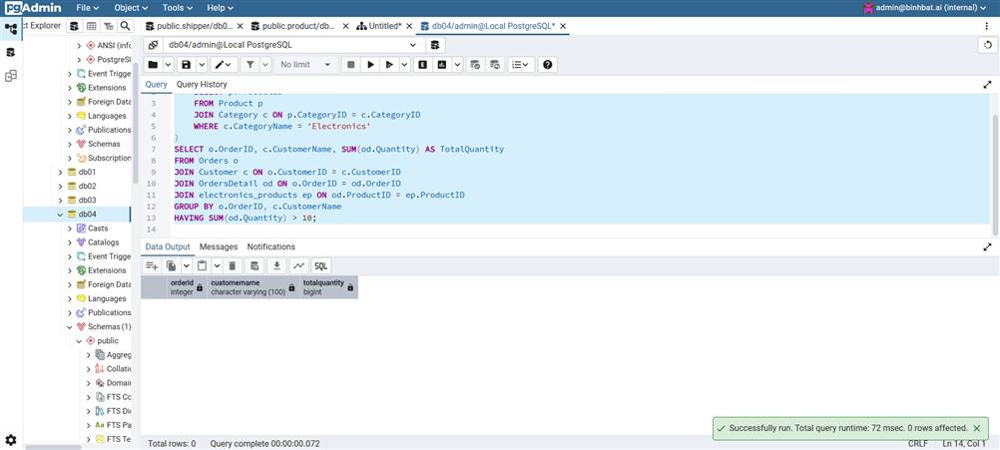 pgAdmin File Object Tools Help admin@binhbat.ai (internal)
ct Explorer public.shipper/db0... public.product/db... Untitled* db04/admin@Local PostgreSQL*
db04/admin@Local PostgreSQL
No limit
Query Query History
3 FROM Product p
4 JOIN Category c ON p.CategoryID = c.CategoryID
5 WHERE c.CategoryName = 'Electronics'
6 )
7 SELECT o.OrderID, c.CustomerName, SUM(od.Quantity) AS TotalQuantity
8 FROM Orders o
9 JOIN Customer c ON o.CustomerID = c.CustomerID
10 JOIN OrdersDetail od ON o.OrderID = od.OrderID
11 JOIN electronics_products ep ON od.ProductID = ep.ProductID
12 GROUP BY o.OrderID, c.CustomerName
13 HAVING SUM(od.Quantity) > 10;
14
Data Output Messages Notifications
SQL
orderid customername totalquantity
integer character varying (100) bigint
ANSI (info
PostgreSQ
Event Trigge
Extensions
Foreign Data
Languages
Publications
Schemas
Subscription
db01
db02
db03
db04
Casts
Catalogs
Event Trigge
Extensions
Foreign Data
Languages
Publications
Schemas (1)
public
Aggreg
Collatic
Domai
FTS Co
FTS Di
FTS Pa
FTS Te
Successfully run. Total query runtime: 72 msec. 0 rows affected.
Total rows: 0 Query complete 00:00:00.072 CRLF Ln 14, Col 1